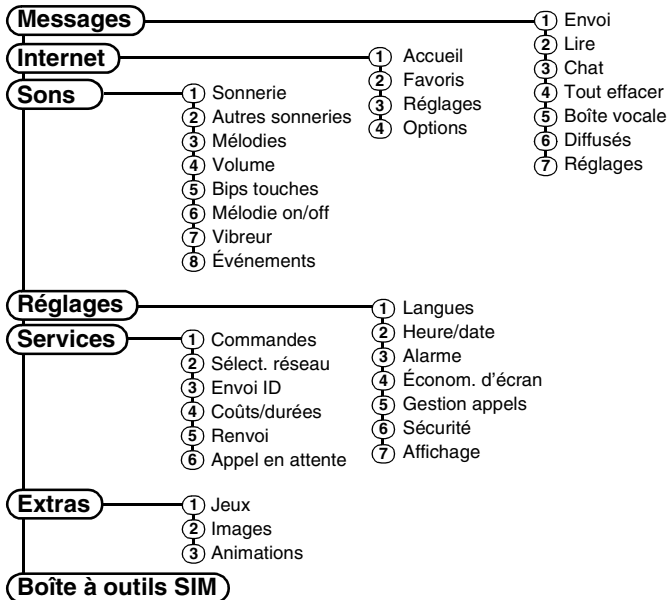 Messages
1 Envoi
2 Lire
3 Chat
4 Tout effacer
5 Boîte vocale
6 Diffusés
7 Réglages
Internet
1 Accueil
2 Favoris
3 Réglages
4 Options
Sons
1 Sonnerie
2 Autres sonneries
3 Mélodies
4 Volume
5 Bips touches
6 Mélodie on/off
7 Vibreur
8 Événements
Réglages
1 Langues
2 Heure/date
3 Alarme
4 Économ. d'écran
5 Gestion appels
6 Sécurité
7 Affichage
Services
1 Commandes
2 Sélect. réseau
3 Envoi ID
4 Coûts/durées
5 Renvoi
6 Appel en attente
Extras
1 Jeux
2 Images
3 Animations
Boîte à outils SIM